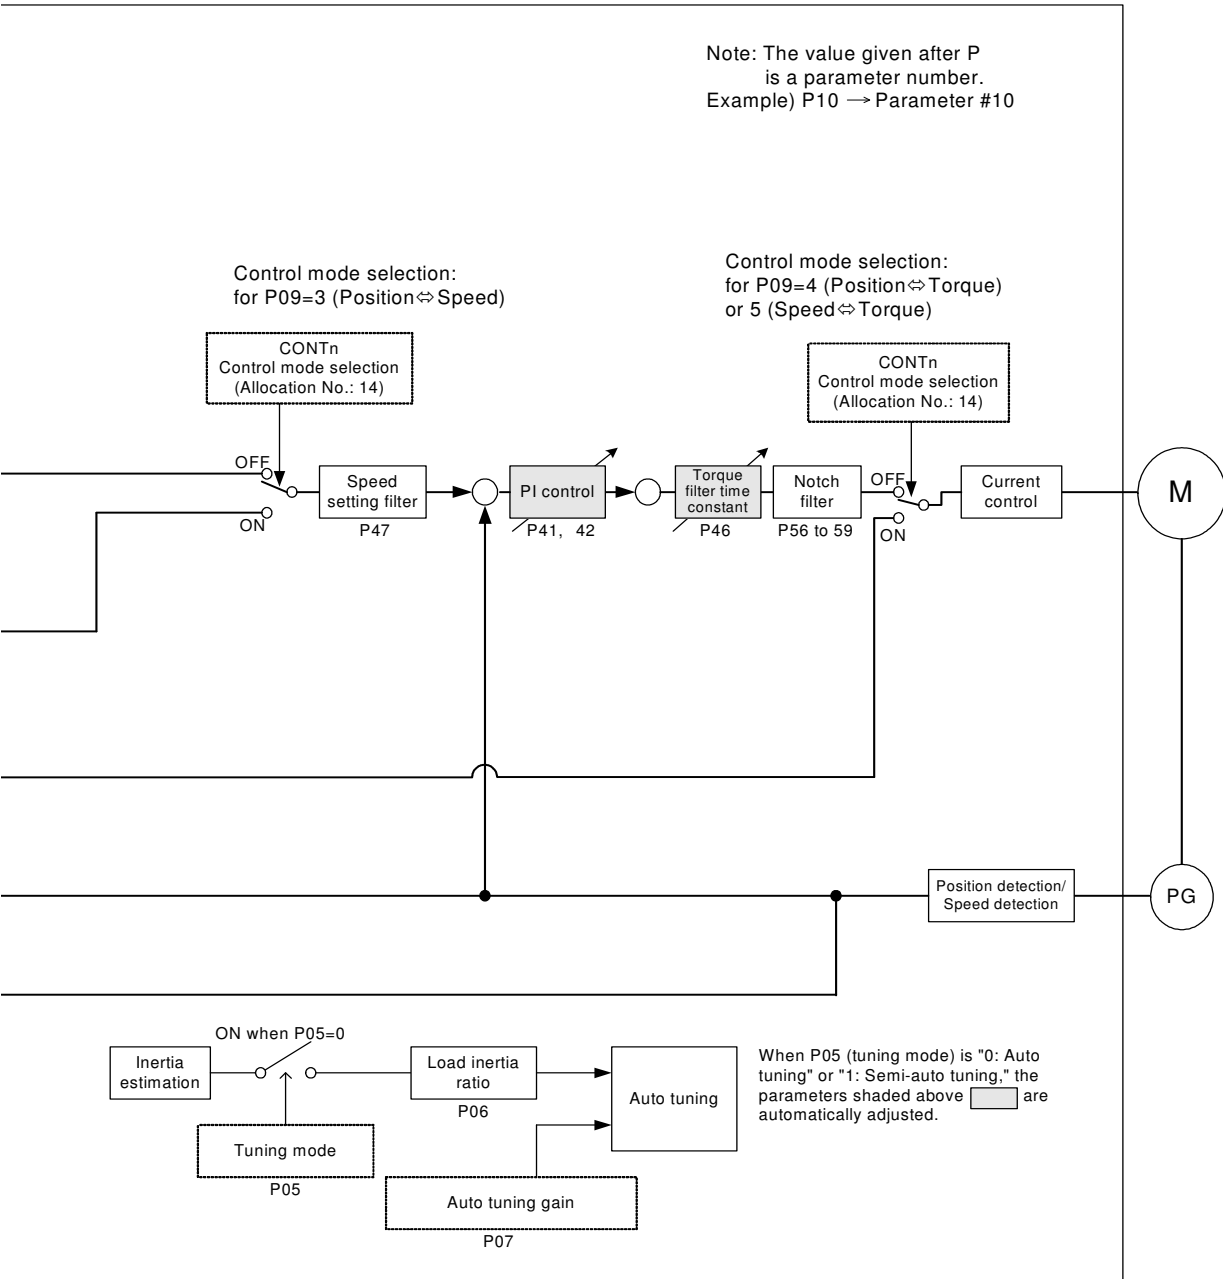 Note: The value given after P
is a parameter number.
Example) P10 → Parameter #10
Control mode selection:
for P09=3 (Position⇔Speed)
Control mode selection:
for P09=4 (Position⇔Torque)
or 5 (Speed⇔Torque)
CONTn
Control mode selection
(Allocation No.: 14)
CONTn
Control mode selection
(Allocation No.: 14)
OFF
ON
Speed
setting filter
P47
PI control
P41, 42
Torque
filter time
constant
P46
Notch
filter
P56 to 59
OFF
ON
Current
control
M
Position detection/
Speed detection
PG
ON when P05=0
Inertia
estimation
Load inertia
ratio
P06
Auto tuning
Tuning mode
P05
Auto tuning gain
P07
When P05 (tuning mode) is "0: Auto
tuning" or "1: Semi-auto tuning," the
parameters shaded above are
automatically adjusted.